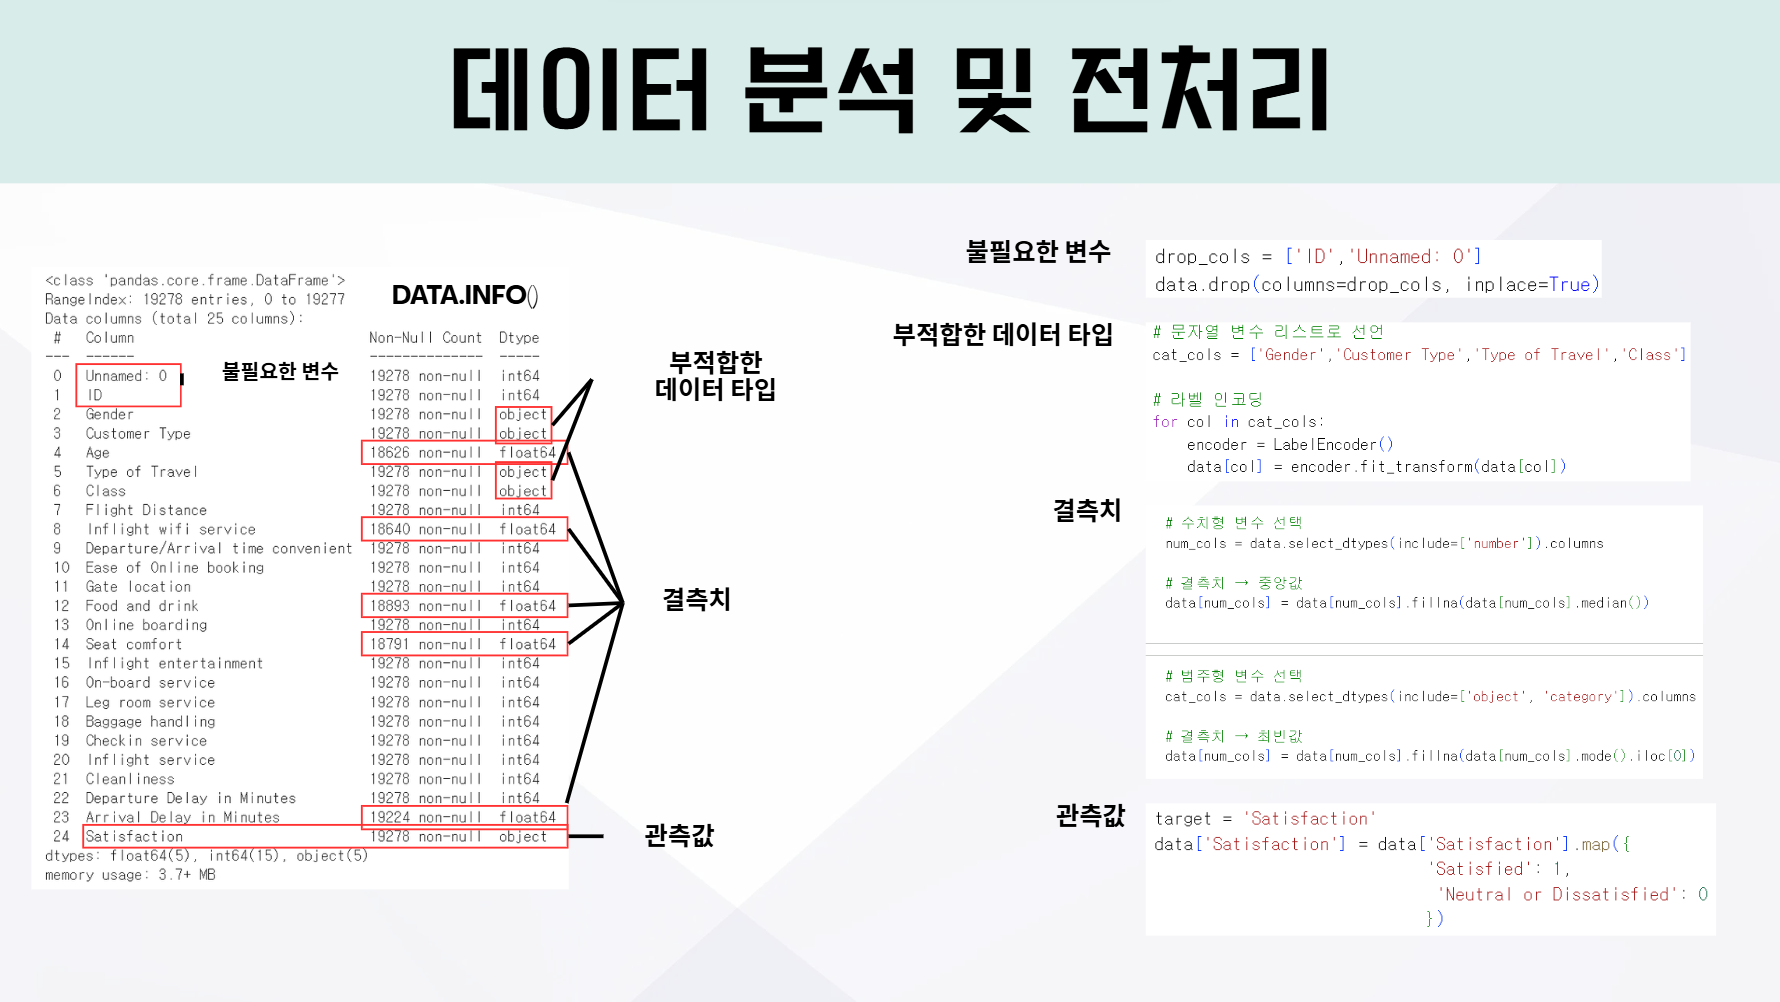 데이터 분석 및 전처리
<class 'pandas.core.frame.DataFrame'>
RangeIndex: 19278 entries, 0 to 19277
Data columns (total 25 columns):
DATA.INFO()
#   Column   Non-Null Count   Dtype
---   ------   --------------   -----
0   Unnamed: 0   19278 non-null   int64
1   ID   19278 non-null   int64
2   Gender   19278 non-null   object
3   Customer Type   19278 non-null   object
4   Age   18626 non-null   float64
5   Type of Travel   19278 non-null   object
6   Class   19278 non-null   object
7   Flight Distance   19278 non-null   int64
8   Inflight wifi service   18640 non-null   float64
9   Departure/Arrival time convenient   19278 non-null   int64
10   Ease of Online booking   19278 non-null   int64
11   Gate location   19278 non-null   int64
12   Food and drink   18893 non-null   float64
13   Online boarding   19278 non-null   int64
14   Seat comfort   18791 non-null   float64
15   Inflight entertainment   19278 non-null   int64
16   On-board service   19278 non-null   int64
17   Leg room service   19278 non-null   int64
18   Baggage handling   19278 non-null   int64
19   Checkin service   19278 non-null   int64
20   Inflight service   19278 non-null   int64
21   Cleanliness   19278 non-null   int64
22   Departure Delay in Minutes   19278 non-null   int64
23   Arrival Delay in Minutes   19224 non-null   float64
24   Satisfaction   19278 non-null   object
dtypes: float64(5), int64(15), object(5)
memory usage: 3.7+ MB
불필요한 변수
부적합한
데이터 타입
결측치
관측값
불필요한 변수
drop_cols = ['ID','Unnamed: 0']
data.drop(columns=drop_cols, inplace=True)
부적합한 데이터 타입
# 문자열 변수 리스트로 선언
cat_cols = ['Gender','Customer Type','Type of Travel','Class']
# 라벨 인코딩
for col in cat_cols:
    encoder = LabelEncoder()
    data[col] = encoder.fit_transform(data[col])
결측치
# 수치형 변수 선택
num_cols = data.select_dtypes(include=['number']).columns
# 결측치 → 중앙값
data[num_cols] = data[num_cols].fillna(data[num_cols].median())
# 범주형 변수 선택
cat_cols = data.select_dtypes(include=['object', 'category']).columns
# 결측치 → 최빈값
data[num_cols] = data[num_cols].fillna(data[num_cols].mode().iloc[0])
관측값
target = 'Satisfaction'
data['Satisfaction'] = data['Satisfaction'].map({
'Satisfied': 1,
'Neutral or Dissatisfied': 0
})